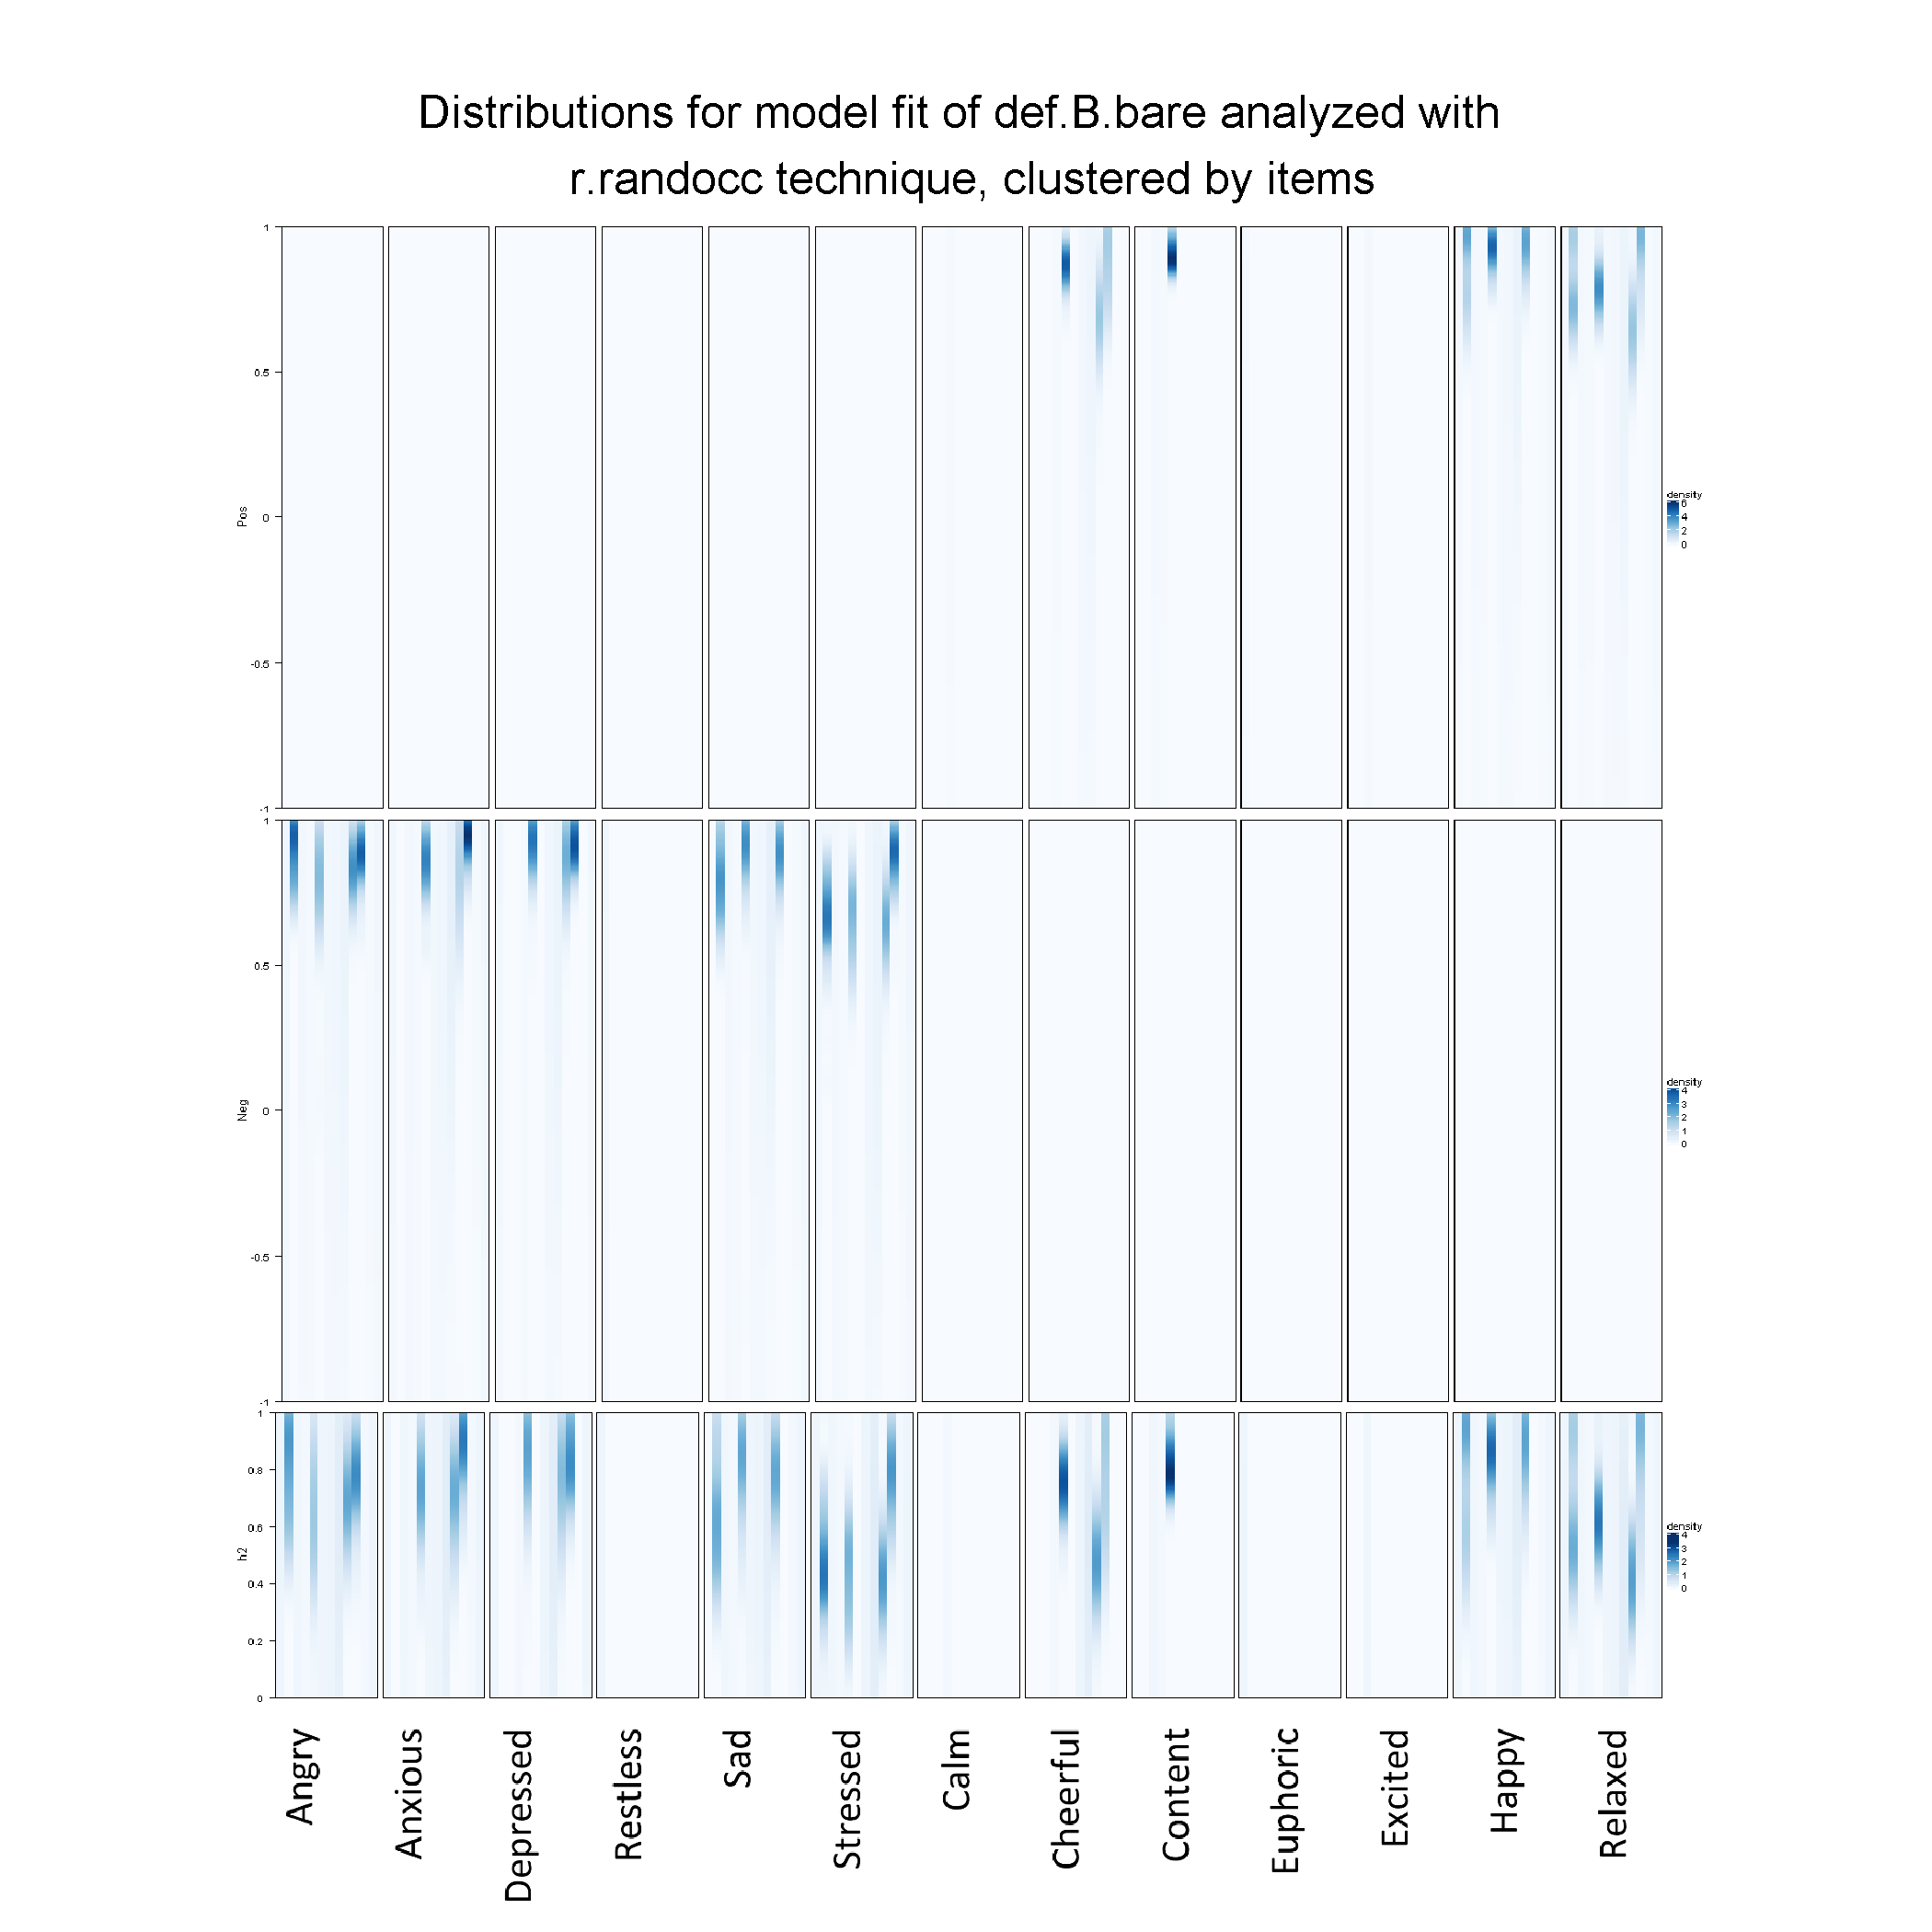 Distributions for model fit of def.B.bare analyzed with
r.randocc technique, clustered by items
1
0.5
Pos 0
-0.5
-1
density
6
4
2
0
1
0.5
Neg 0
-0.5
-1
density
4
3
2
1
0
1
0.8
0.6
h2
0.4
0.2
0
density
4
3
2
1
0
Angry
Anxious
Depressed
Restless
Sad
Stressed
Calm
Cheerful
Content
Euphoric
Excited
Happy
Relaxed